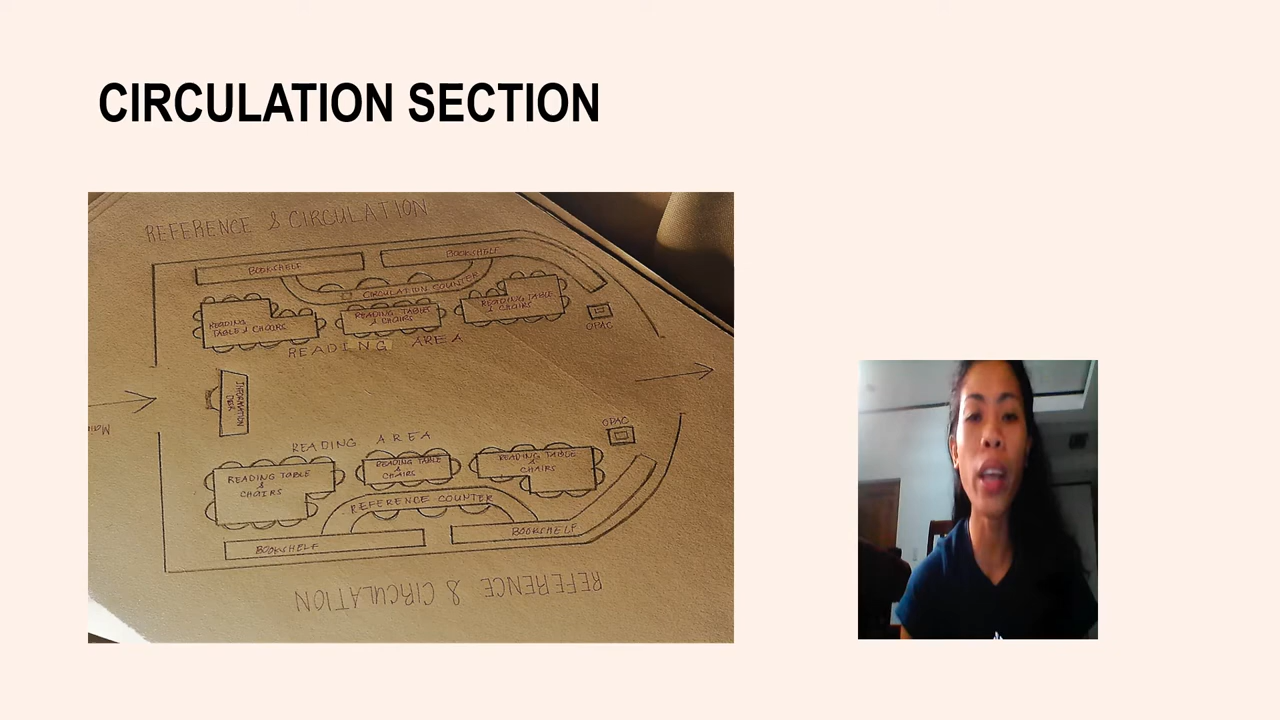 CIRCULATION SECTION
REFERENCE & CIRCULATION
BOOKSHELF
BOOKSHELF
CIRCULATION COUNTER
READING
TABLE & CHAIRS
READING TABLES
& CHAIRS
READING TABLE
& CHAIRS
OPAC
READING AREA
INFORMATION
DESK
READING AREA
OPAC
READING TABLE
&
CHAIRS
READING TABLE
&
CHAIRS
READING TABLE
&
CHAIRS
REFERENCE COUNTER
BOOKSHELF
BOOKSHELF
REFERENCE & CIRCULATION